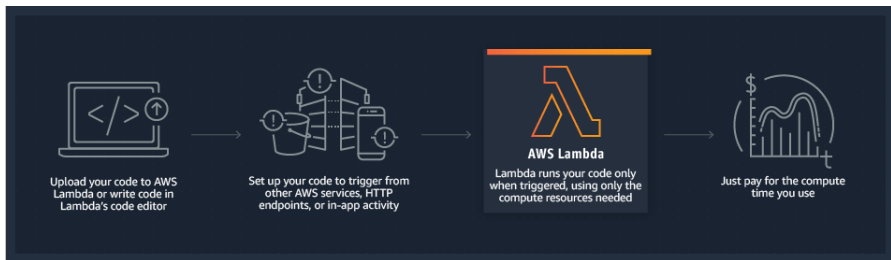 </>
Upload your code to AWS
Lambda or write code in
Lambda's code editor
Set up your code to trigger from
other AWS services, HTTP
endpoints, or in-app activity
AWS Lambda
Lambda runs your code only
when triggered, using only the
compute resources needed
$
t
Just pay for the compute
time you use